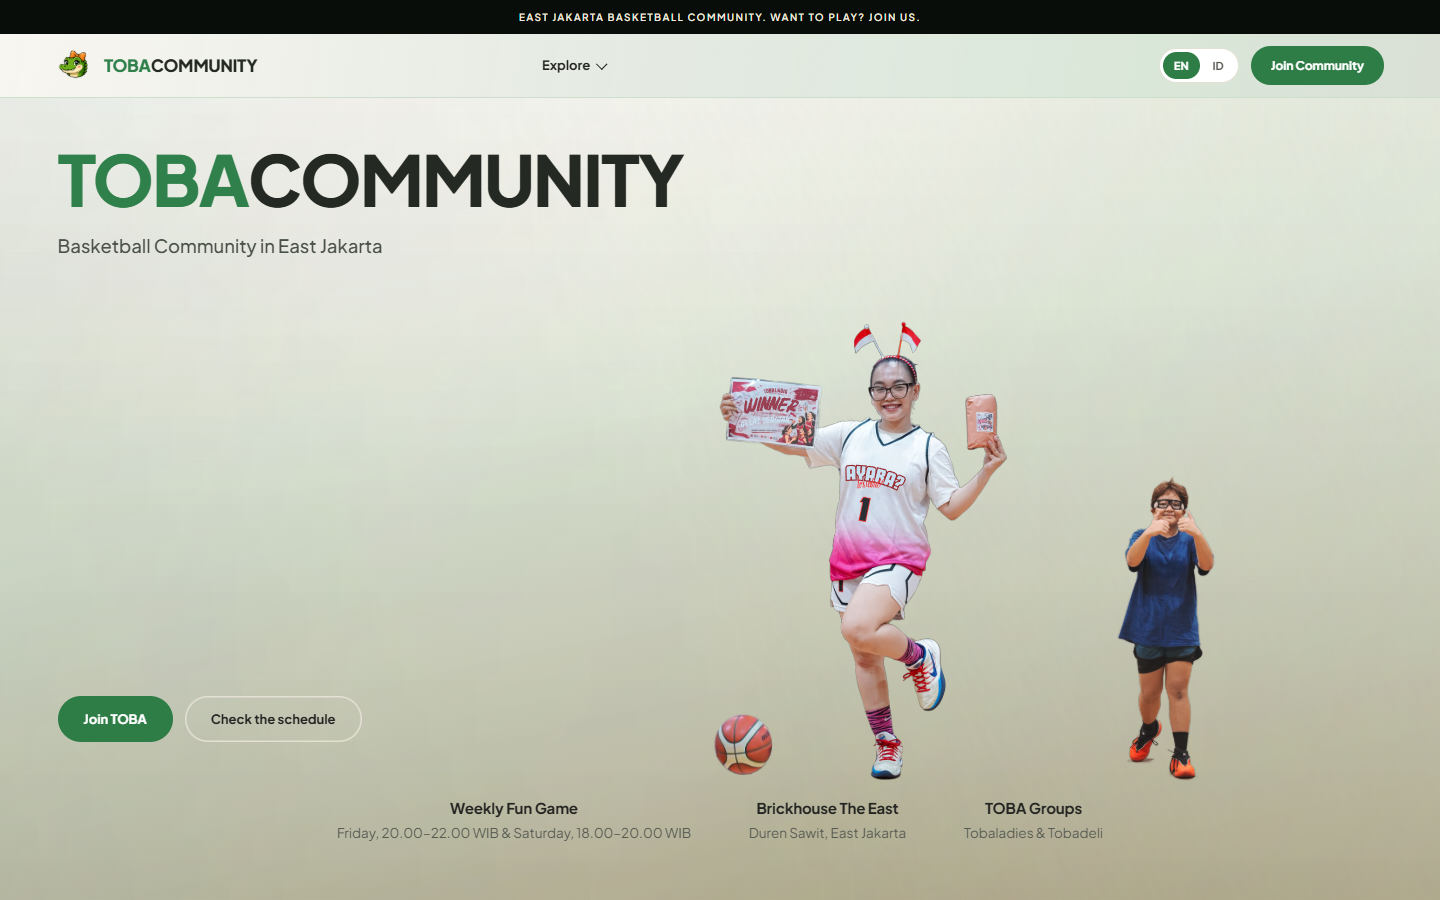 EAST JAKARTA BASKETBALL COMMUNITY. WANT TO PLAY? JOIN US.
TOBACOMMUNITY
Explore
EN
ID
Join Community
TOBACOMMUNITY
Basketball Community in East Jakarta
WINNER
AYARA?
1
Join TOBA
Check the schedule
Weekly Fun Game
Friday, 20.00–22.00 WIB & Saturday, 18.00–20.00 WIB
Brickhouse The East
Duren Sawit, East Jakarta
TOBA Groups
Tobaladies & Tobadeli